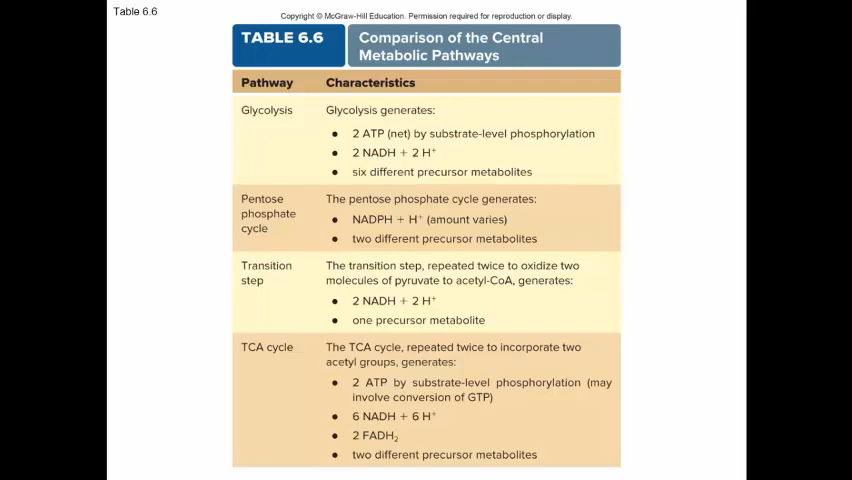 Table 6.6
Copyright © McGraw-Hill Education. Permission required for reproduction or display.
TABLE 6.6
Comparison of the Central
Metabolic Pathways
Pathway Characteristics
Glycolysis Glycolysis generates:
● 2 ATP (net) by substrate-level phosphorylation
● 2 NADH + 2 H⁺
● six different precursor metabolites
Pentose
phosphate
cycle
The pentose phosphate cycle generates:
● NADPH + H⁺ (amount varies)
● two different precursor metabolites
Transition
step
The transition step, repeated twice to oxidize two
molecules of pyruvate to acetyl-CoA, generates:
● 2 NADH + 2 H⁺
● one precursor metabolite
TCA cycle
The TCA cycle, repeated twice to incorporate two
acetyl groups, generates:
● 2 ATP by substrate-level phosphorylation (may
involve conversion of GTP)
● 6 NADH + 6 H⁺
● 2 FADH₂
● two different precursor metabolites